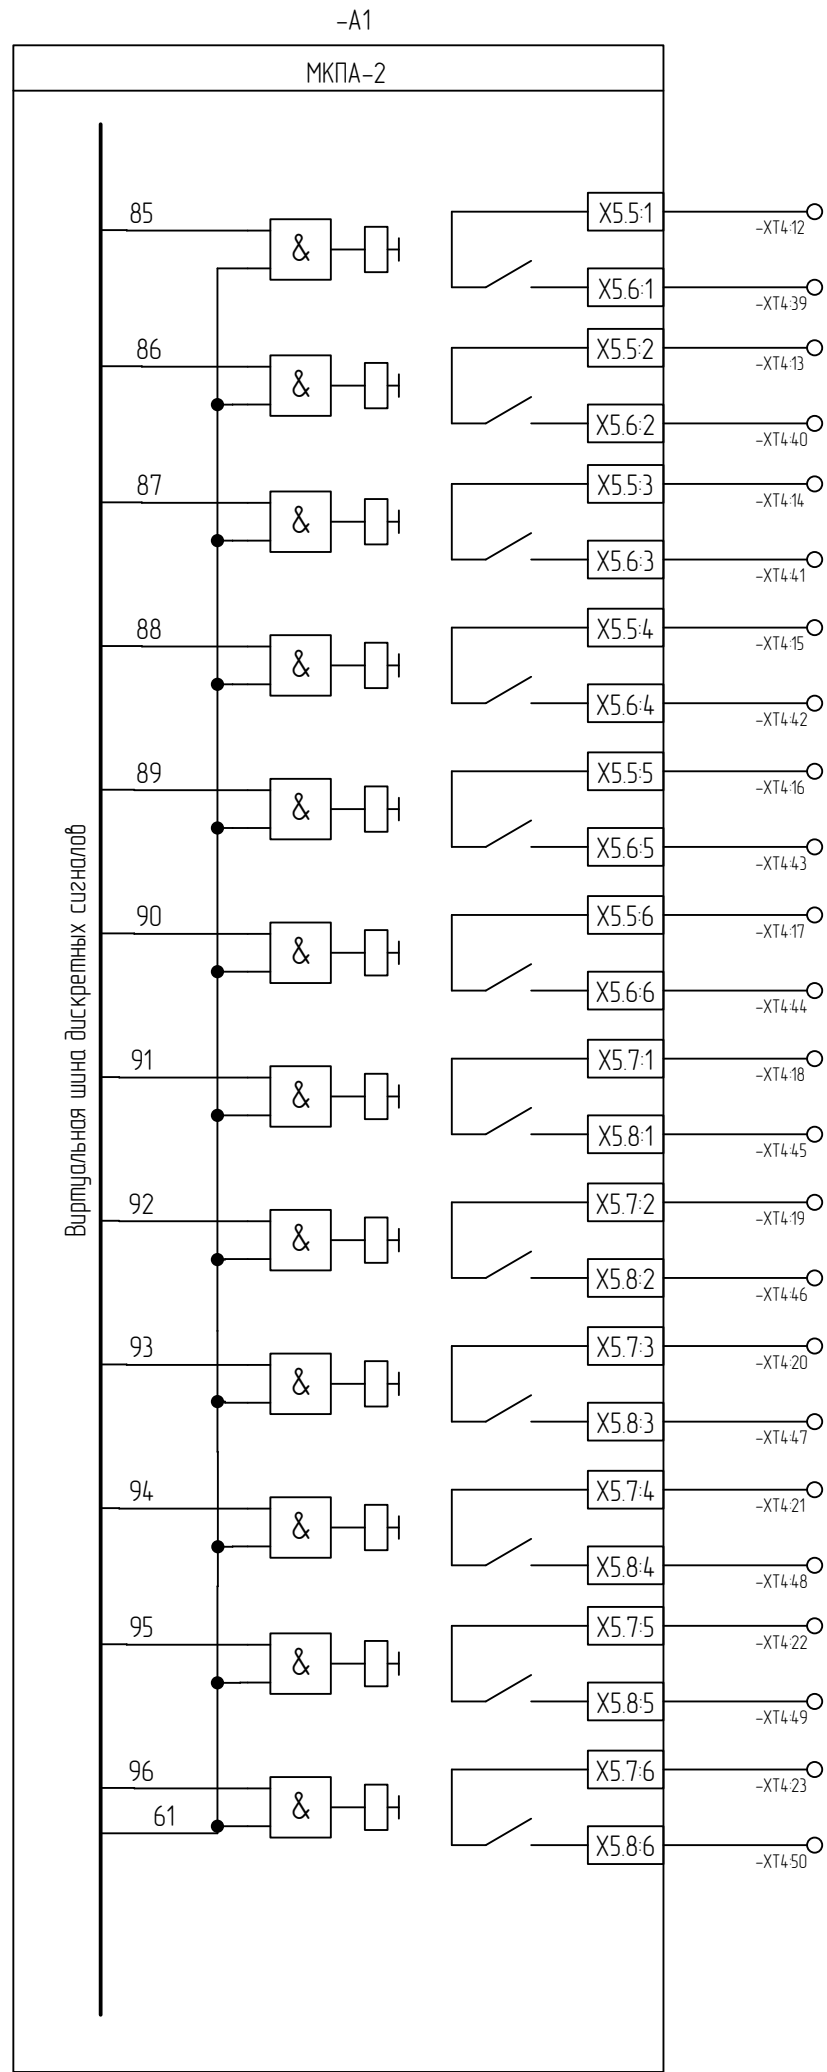 -А1
МКПА-2
Виртуальная шина дискретных сигналов
85
&
X5.5:1
-XT4:12
X5.6:1
-XT4:39
86
&
X5.5:2
-XT4:13
X5.6:2
-XT4:40
87
&
X5.5:3
-XT4:14
X5.6:3
-XT4:41
88
&
X5.5:4
-XT4:15
X5.6:4
-XT4:42
89
&
X5.5:5
-XT4:16
X5.6:5
-XT4:43
90
&
X5.5:6
-XT4:17
X5.6:6
-XT4:44
91
&
X5.7:1
-XT4:18
X5.8:1
-XT4:45
92
&
X5.7:2
-XT4:19
X5.8:2
-XT4:46
93
&
X5.7:3
-XT4:20
X5.8:3
-XT4:47
94
&
X5.7:4
-XT4:21
X5.8:4
-XT4:48
95
&
X5.7:5
-XT4:22
X5.8:5
-XT4:49
96
61
&
X5.7:6
-XT4:23
X5.8:6
-XT4:50